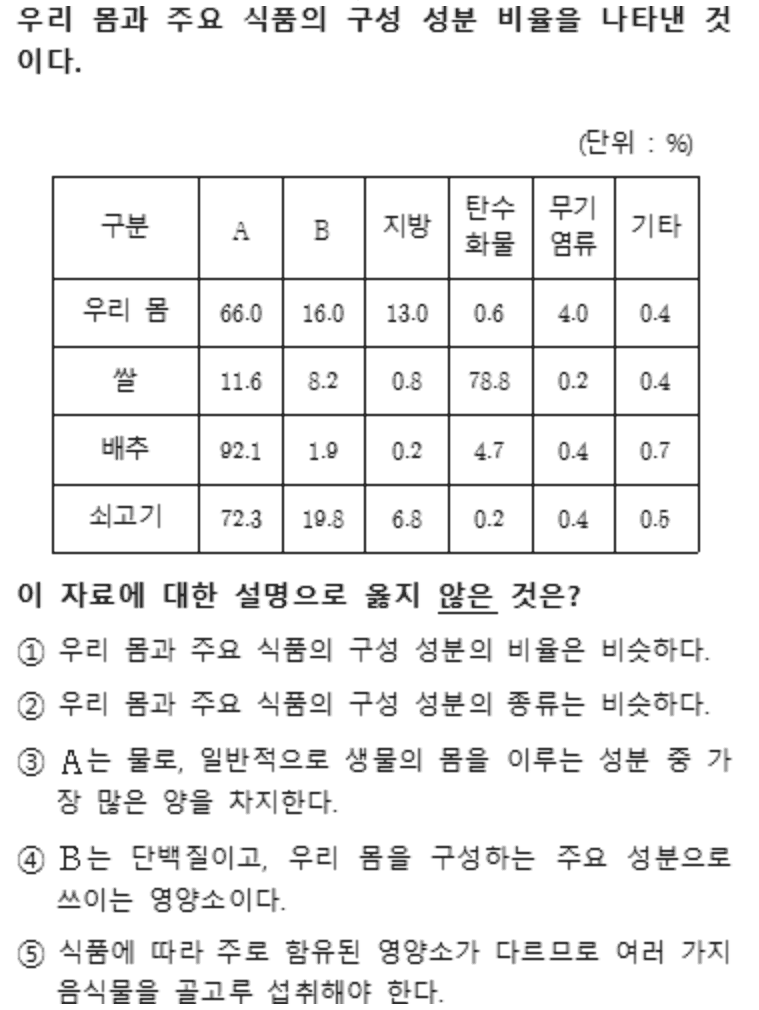 우리 몸과 주요 식품의 구성 성분 비율을 나타낸 것
이다.
(단위 : %)
구분 A B 지방 탄수화물 무기염류 기타
우리 몸 66.0 16.0 13.0 0.6 4.0 0.4
쌀 11.6 8.2 0.8 78.8 0.2 0.4
배추 92.1 1.9 0.2 4.7 0.4 0.7
쇠고기 72.3 19.8 6.8 0.2 0.4 0.5
이 자료에 대한 설명으로 옳지 않은 것은?
① 우리 몸과 주요 식품의 구성 성분의 비율은 비슷하다.
② 우리 몸과 주요 식품의 구성 성분의 종류는 비슷하다.
③ A는 물로, 일반적으로 생물의 몸을 이루는 성분 중 가
장 많은 양을 차지한다.
④ B는 단백질이고, 우리 몸을 구성하는 주요 성분으로
쓰이는 영양소이다.
⑤ 식품에 따라 주로 함유된 영양소가 다르므로 여러 가지
음식물을 골고루 섭취해야 한다.